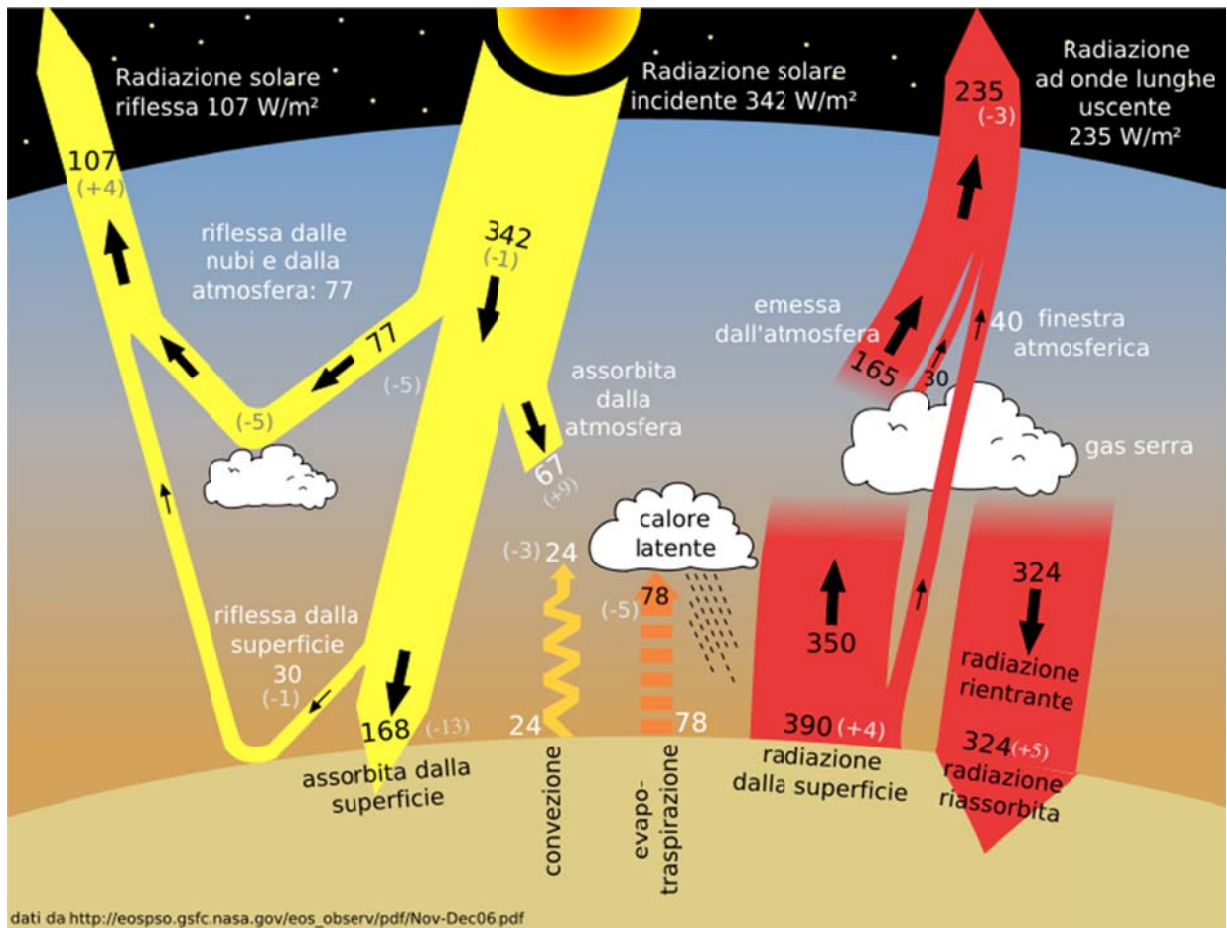 Radiazione solare
riflessa 107 W/m²
107
(+4)
riflessa dalle
nubi e dalla
atmosfera: 77
Radiazione solare
incidente 342 W/m²
342
(-1)
77
(-5)
(-5)
assorbita
dalla
atmosfera
67
(+9)
riflessa dalla
superficie
30
(-1)
168 (-13)
assorbita dalla
superficie
(-3) 24
24
convezione
calore
latente
78
(-5)
78
evapo-
traspirazione
Radiazione
ad onde lunghe
uscente
235 W/m²
235
(-3)
emessa
dall'atmosfera
165
30
40 finestra
atmosferica
gas serra
350
390 (+4)
radiazione
dalla superficie
324
radiazione
rientrante
324 (+5)
radiazione
riassorbita
dati da http://eospso.gsfc.nasa.gov/eos_observ/pdf/Nov-Dec06.pdf